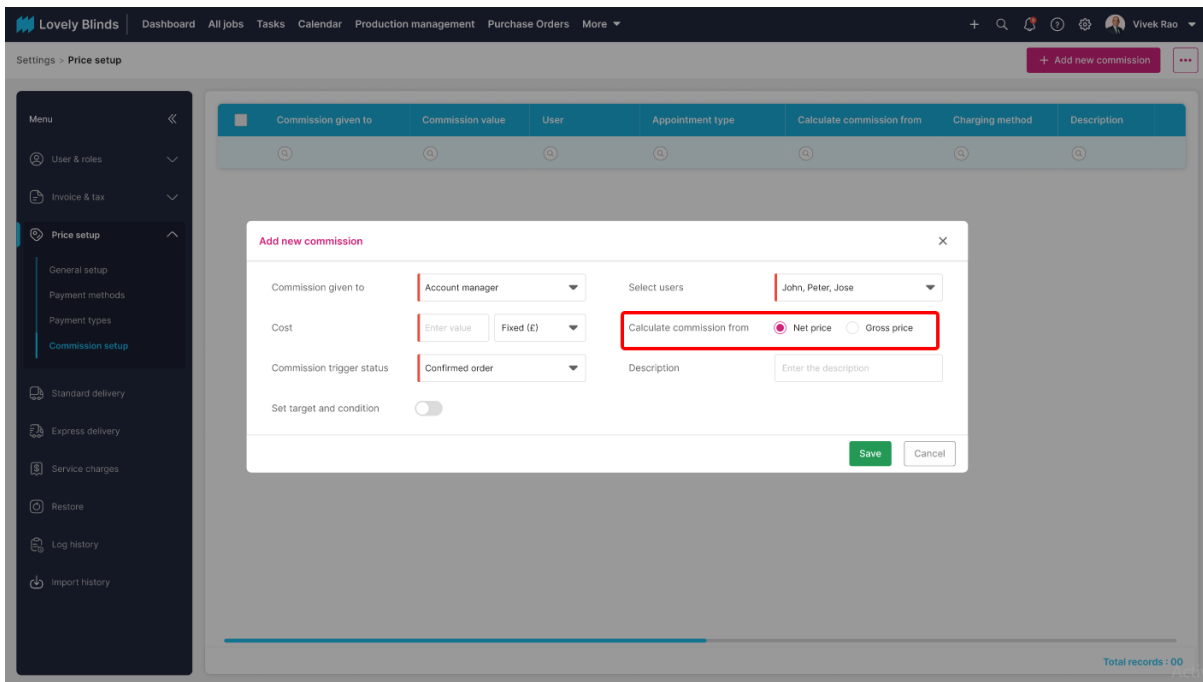 Lovely Blinds Dashboard All jobs Tasks Calendar Production management Purchase Orders More Vivek Rao
Settings > Price setup + Add new commission
Menu
User & roles
Invoice & tax
Price setup
General setup
Payment methods
Payment types
Commission setup
Standard delivery
Express delivery
Service charges
Restore
Log history
Import history
Commission given to Commission value User Appointment type Calculate commission from Charging method Description
Add new commission
Commission given to Account manager Select users John, Peter, Jose
Cost Enter value Fixed (£) Calculate commission from Net price Gross price
Commission trigger status Confirmed order Description Enter the description
Set target and condition
Save Cancel
Total records : 00